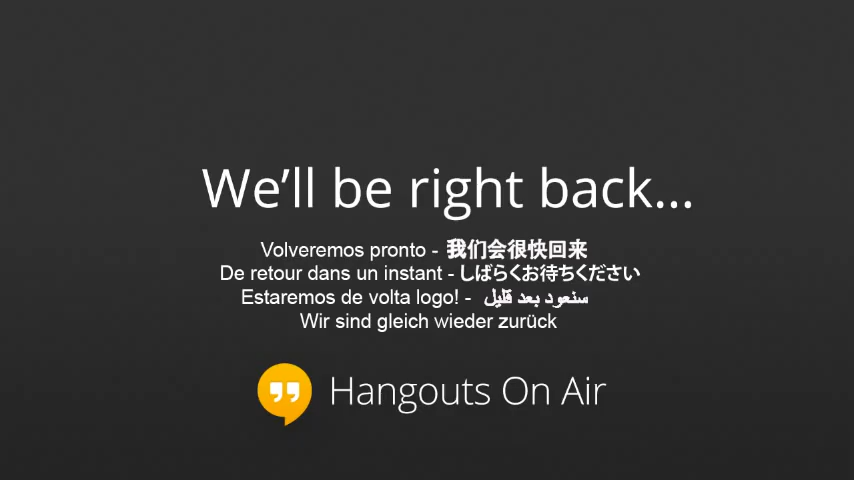 We'll be right back...
Volveremos pronto - 我们会很快回来
De retour dans un instant - しばらくお待ちください
Estaremos de volta logo! - سنعود بعد قليل
Wir sind gleich wieder zurück
Hangouts On Air